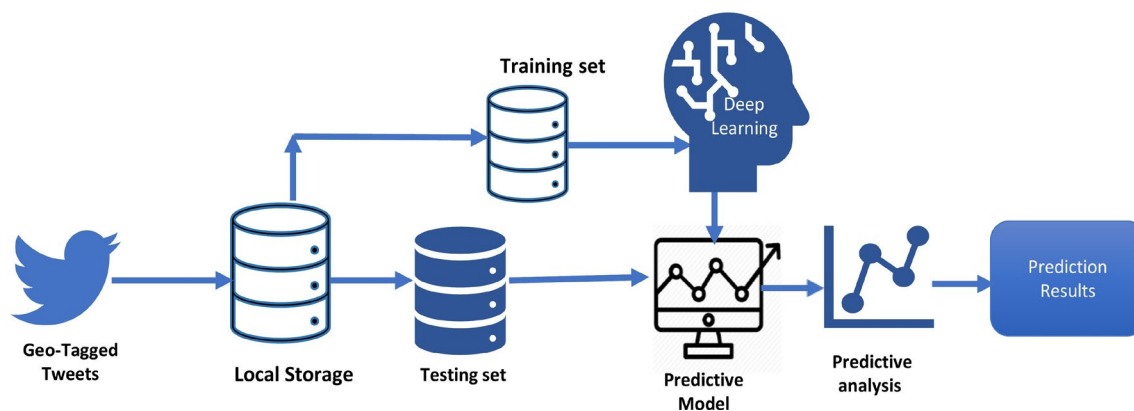 Training set
Deep
Learning
Geo-Tagged
Tweets
Local Storage
Testing set
Predictive
Model
Predictive
analysis
Prediction
Results